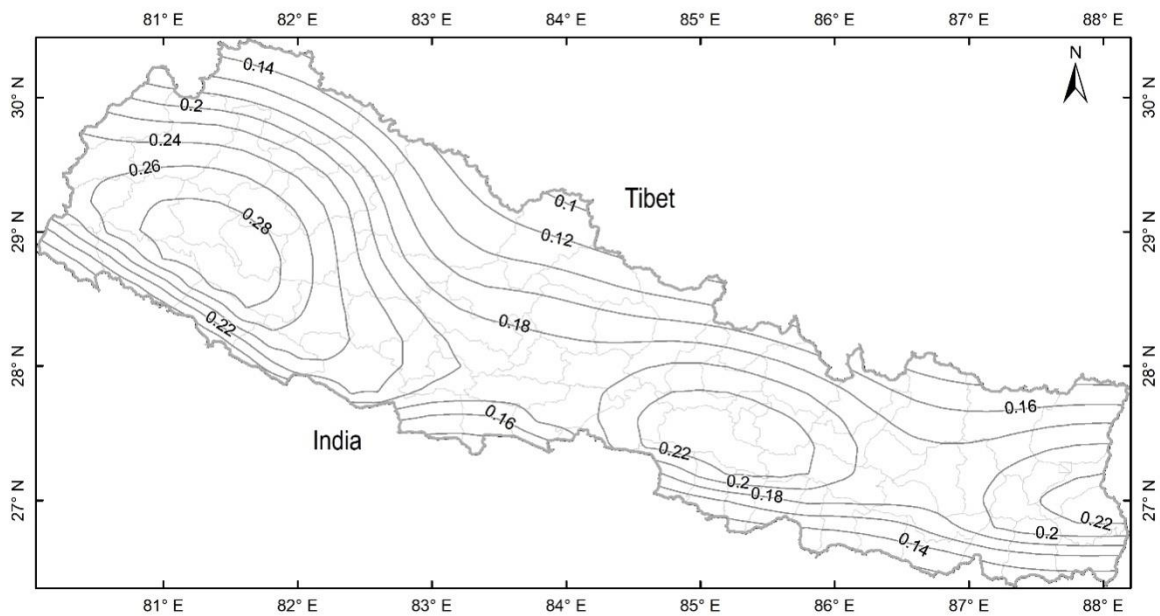 81° E 82° E 83° E 84° E 85° E 86° E 87° E 88° E
N
30° N 30° N
0.14
0.2
0.24
0.26
Tibet
0.1
0.28
29° N 0.12 29° N
0.22
0.18
28° N 28° N
0.16
0.16
India
0.22
0.2
0.18
27° N 27° N
0.22
0.2
0.14
81° E 82° E 83° E 84° E 85° E 86° E 87° E 88° E